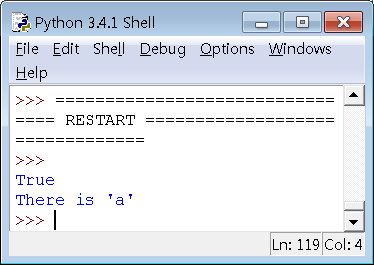 Python 3.4.1 Shell
File Edit Shell Debug Options Windows
Help
>>> ============================
==== RESTART ===================
=============
>>>
True
There is 'a'
>>>
Ln: 119 Col: 4